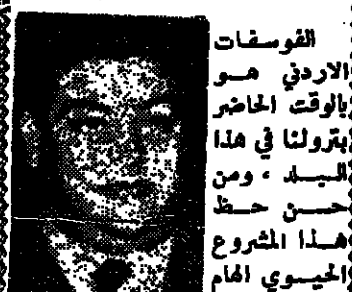 الفوسفات
الاردني هو
بالوقت الحاضر
بترولنا في هذا
البلد ، ومن
حسن حظ
هذا المشروع
الحيوي الهام